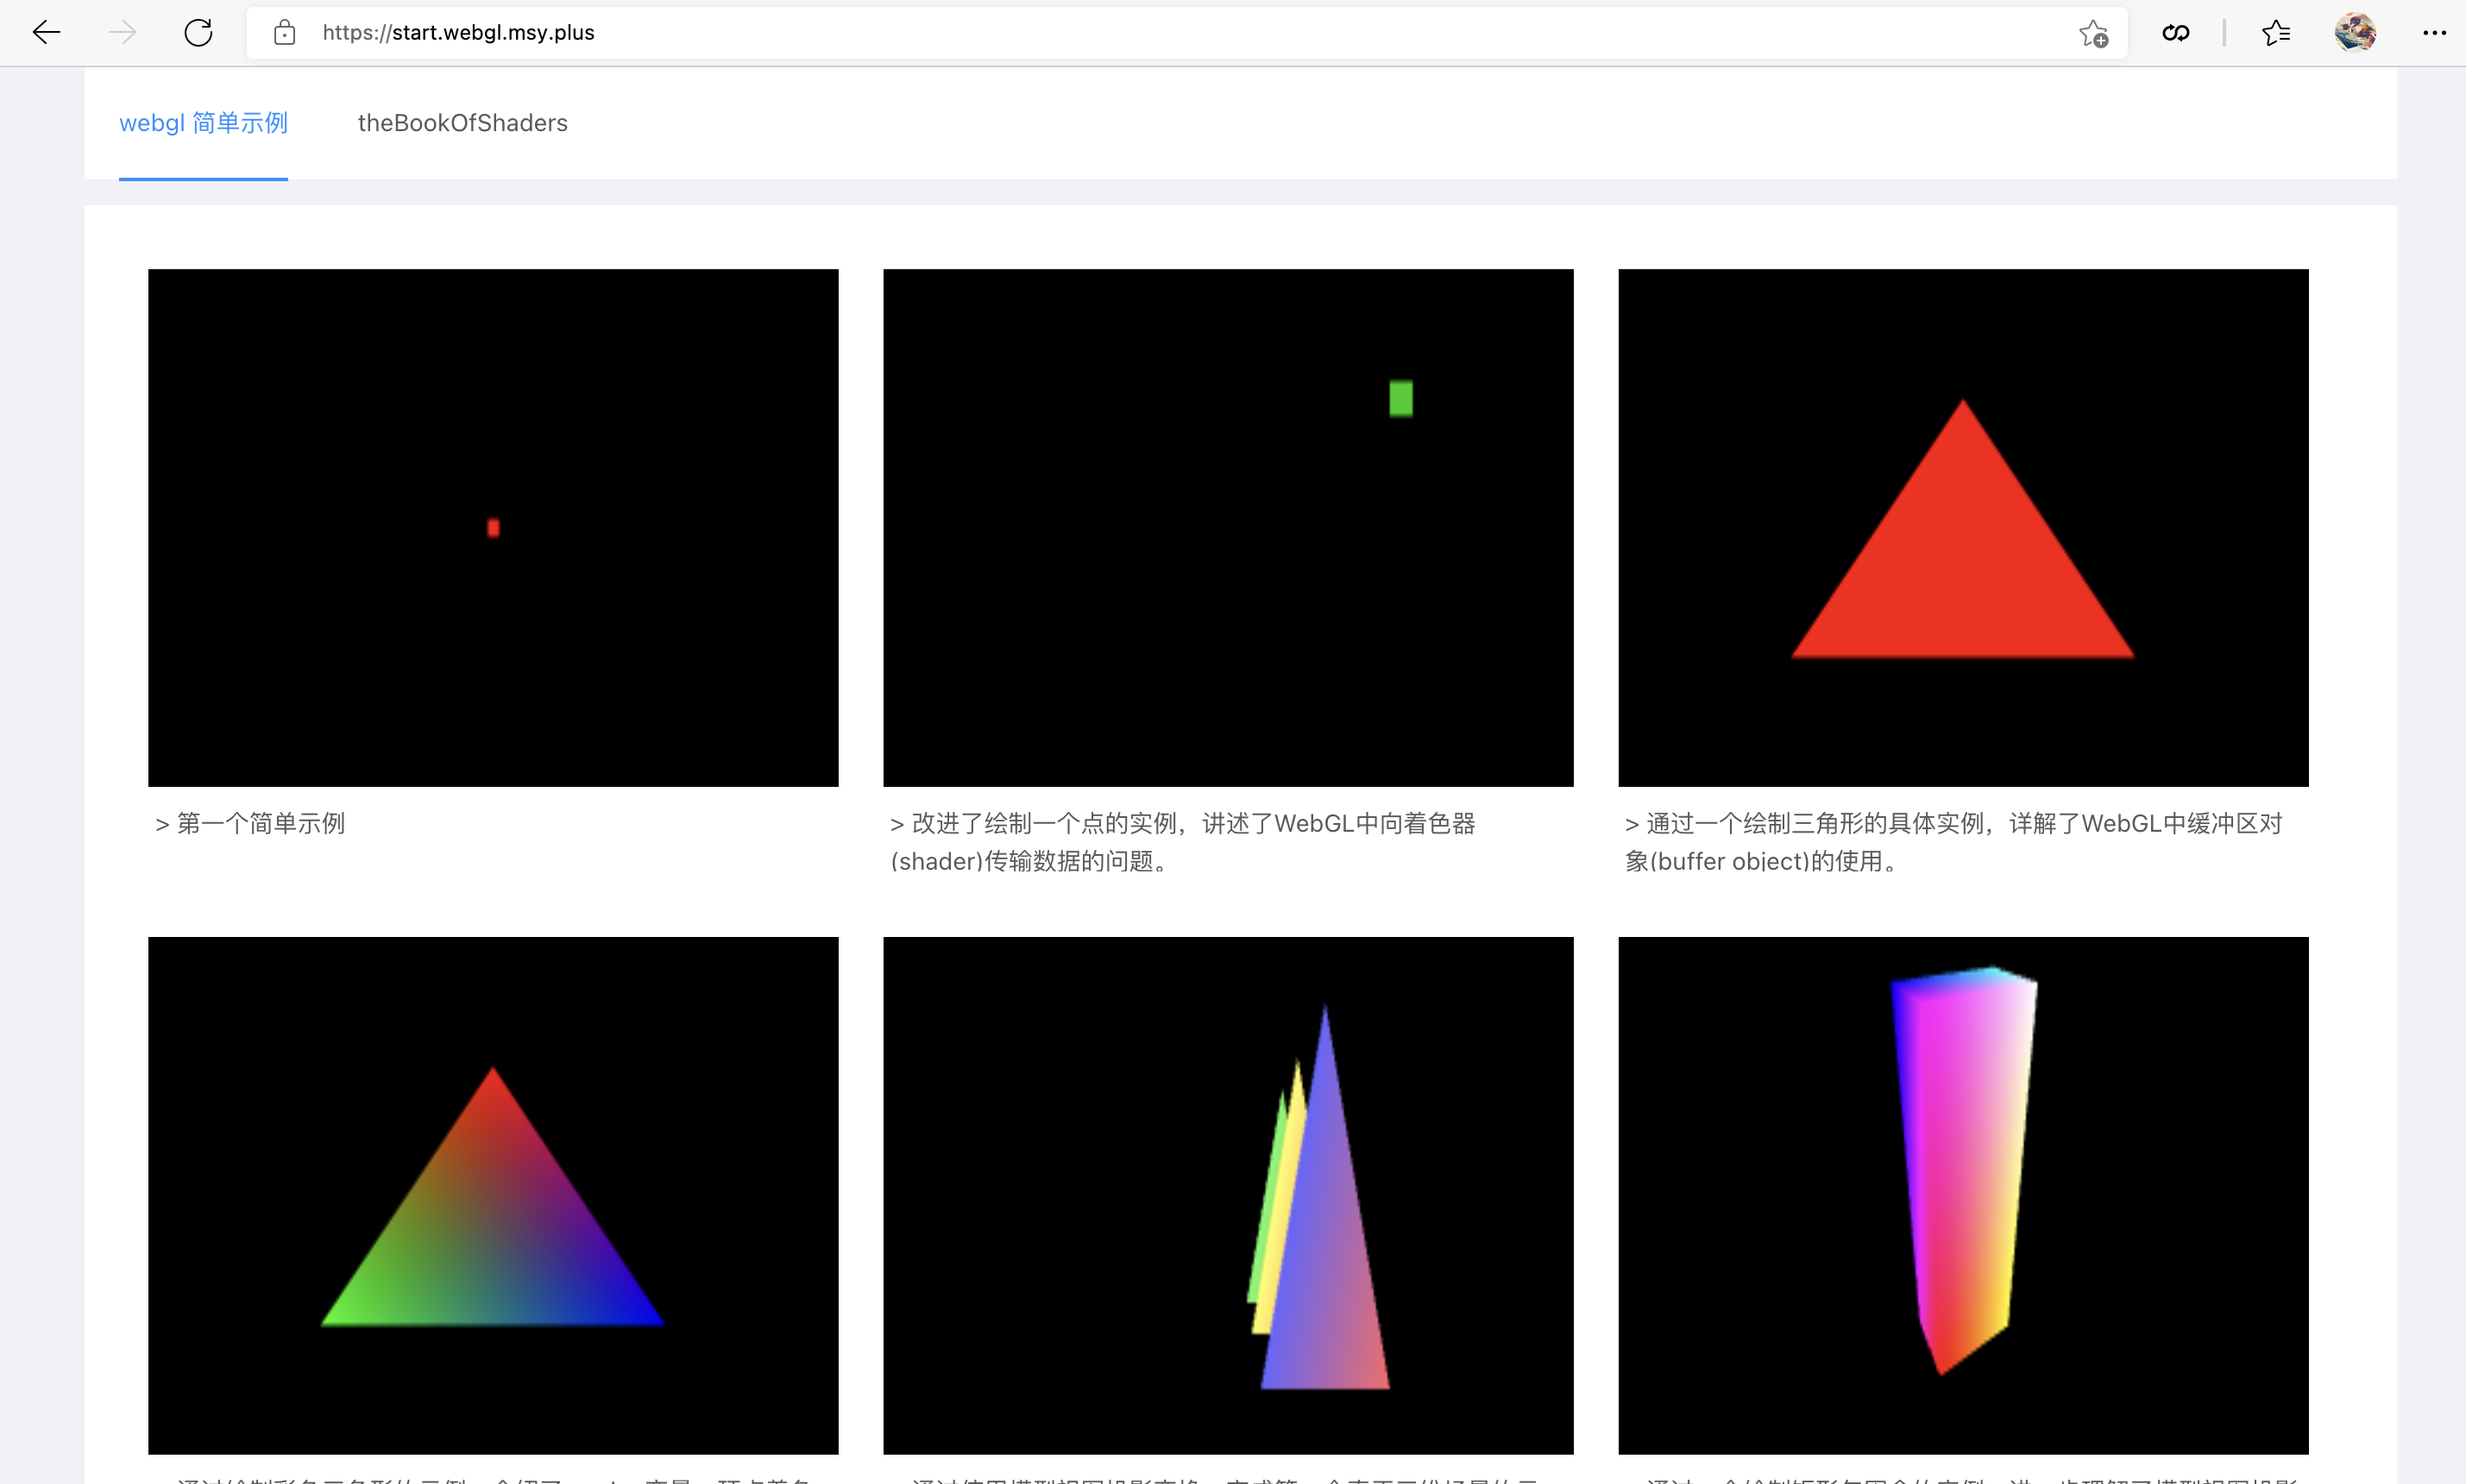 https://start.webgl.msy.plus
webgl 简单示例
theBookOfShaders
> 第一个简单示例
> 改进了绘制一个点的实例，讲述了WebGL中向着色器
(shader)传输数据的问题。
> 通过一个绘制三角形的具体实例，详解了WebGL中缓冲区对
象(buffer object)的使用。